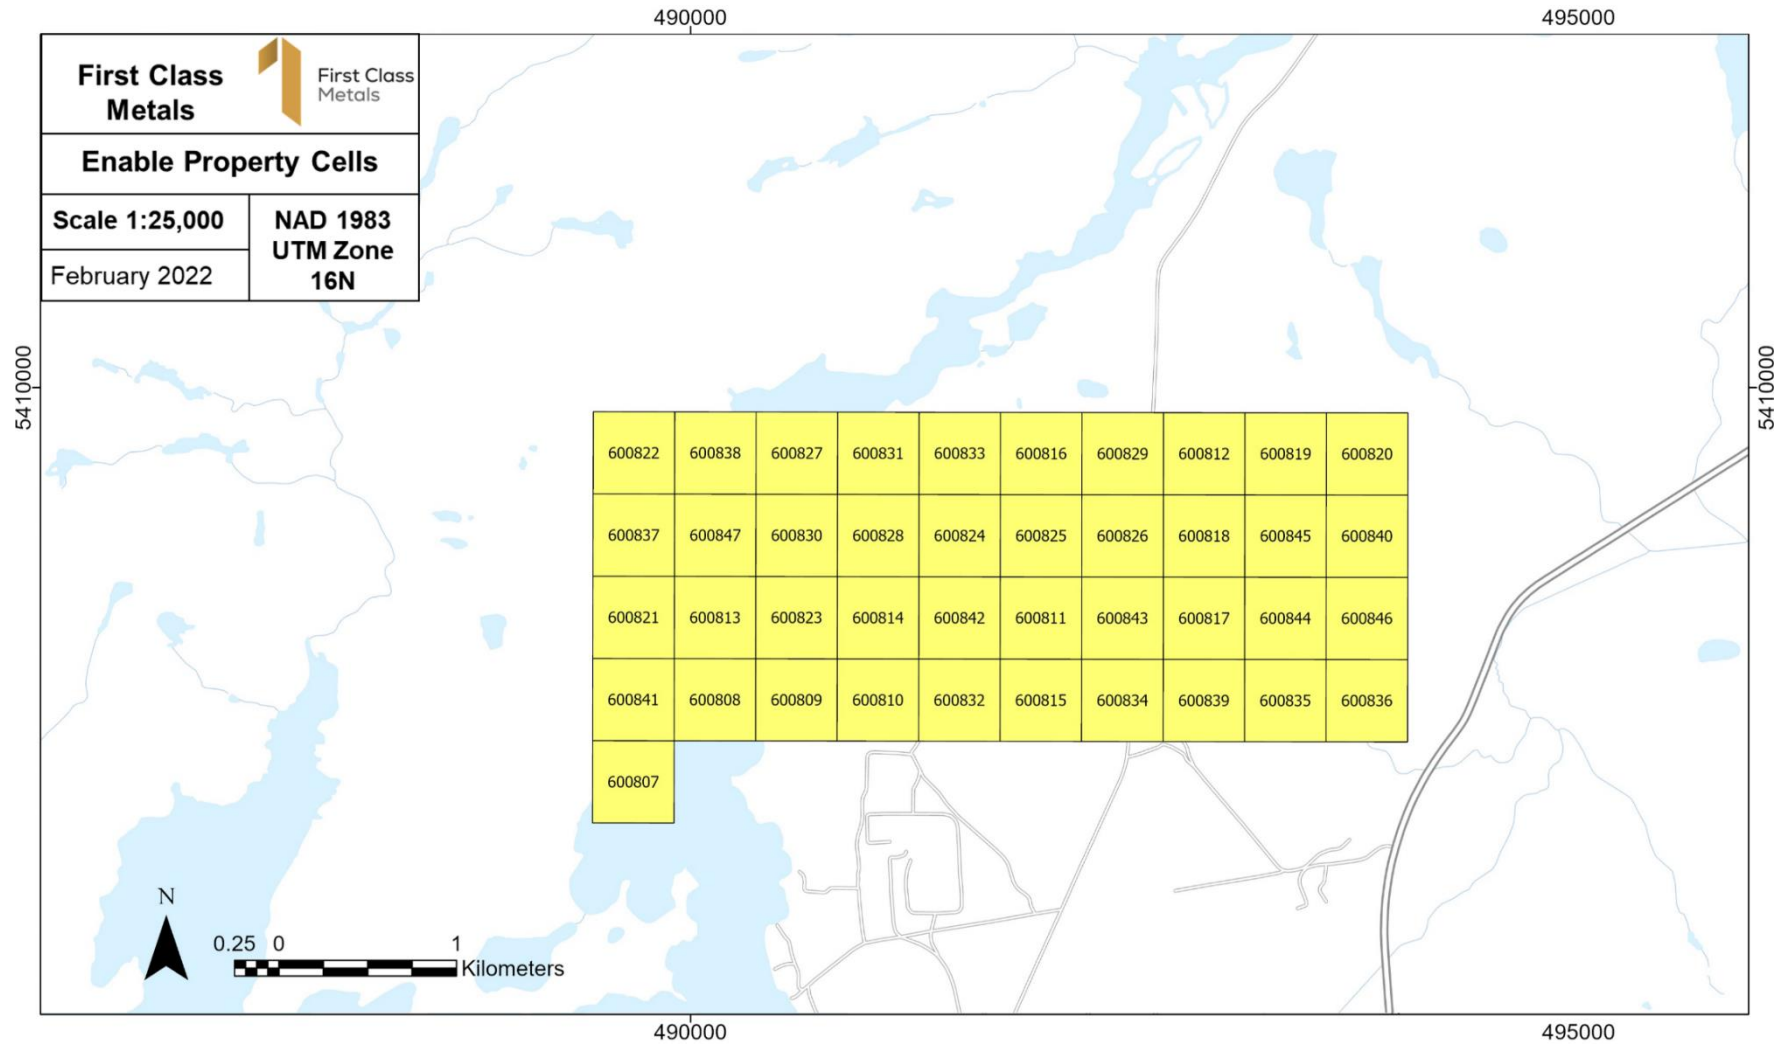 490000
495000
First Class
Metals
First Class
Metals
Enable Property Cells
Scale 1:25,000
February 2022
NAD 1983
UTM Zone
16N
5410000
5410000
600822 600838 600827 600831 600833 600816 600829 600812 600819 600820
600837 600847 600830 600828 600824 600825 600826 600818 600845 600840
600821 600813 600823 600814 600842 600811 600843 600817 600844 600846
600841 600808 600809 600810 600832 600815 600834 600839 600835 600836
600807
N
0.25 0 1
Kilometers
490000
495000